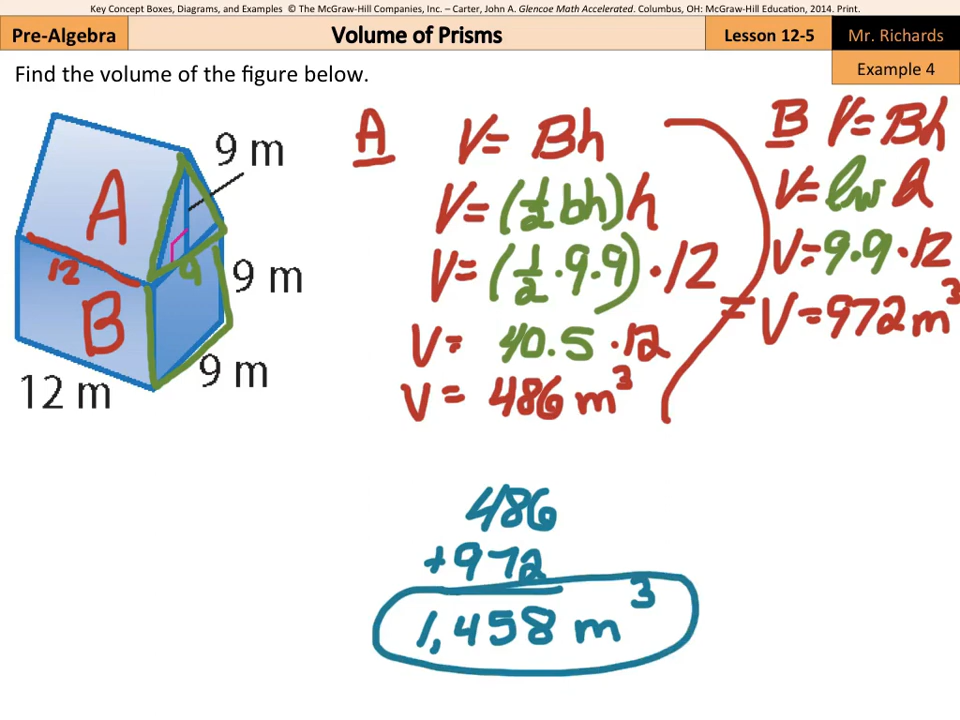 Key Concept Boxes, Diagrams, and Examples © The McGraw-Hill Companies, Inc. – Carter, John A. Glencoe Math Accelerated. Columbus, OH: McGraw-Hill Education, 2014. Print.
Pre-Algebra
Volume of Prisms
Lesson 12-5
Mr. Richards
Example 4
Find the volume of the figure below.
9 m
A
12
9
9 m
B
9 m
12 m
A
V= Bh
V=(½ bh)h
V=(½·9·9)·12
V= 40.5 ·12
V= 486 m³
B V=Bh
V=lw h
V=9·9·12
V=972 m³
486
+972
1,458 m³